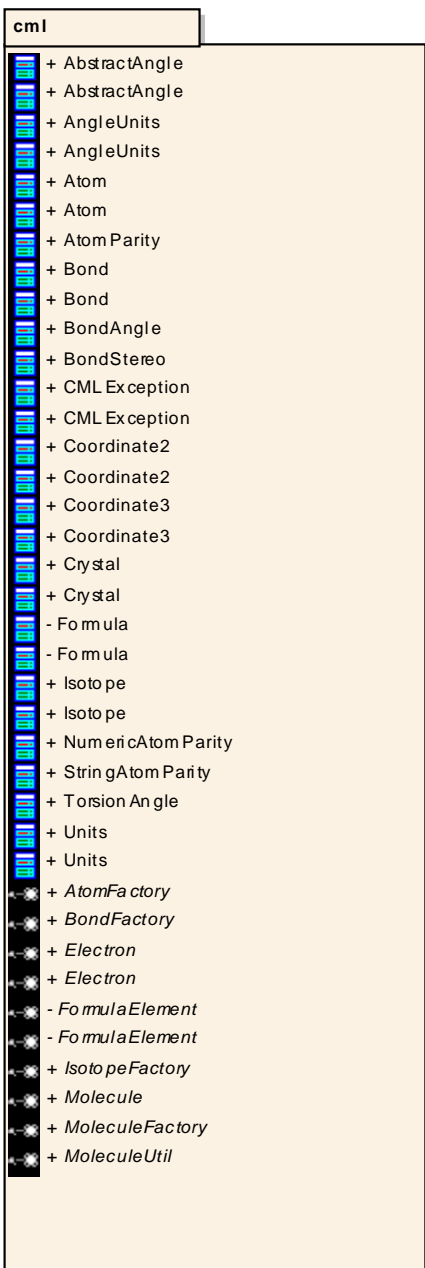 cml
+ AbstractAngle
+ AbstractAngle
+ AngleUnits
+ AngleUnits
+ Atom
+ Atom
+ AtomParity
+ Bond
+ Bond
+ BondAngle
+ BondStereo
+ CMLException
+ CMLException
+ Coordinate2
+ Coordinate2
+ Coordinate3
+ Coordinate3
+ Crystal
+ Crystal
- Formula
- Formula
+ Isotope
+ Isotope
+ NumericAtomParity
+ StringAtomParity
+ TorsionAngle
+ Units
+ Units
+ AtomFactory
+ BondFactory
+ Electron
+ Electron
- FormulaElement
- FormulaElement
+ IsotopeFactory
+ Molecule
+ MoleculeFactory
+ MoleculeUtil